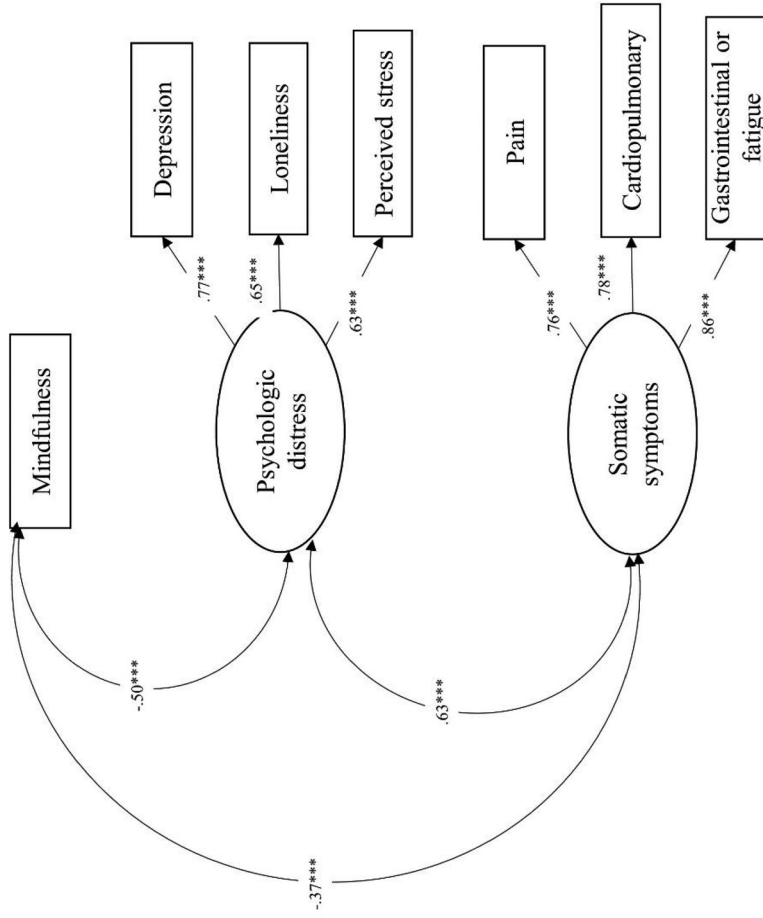 Mindfulness
-.50***
-.37***
Psychologic
distress
.63***
.77***
.65***
.63***
Depression
Loneliness
Perceived stress
Somatic
symptoms
.76***
.78***
.86***
Pain
Cardiopulmonary
Gastrointestinal or
fatigue